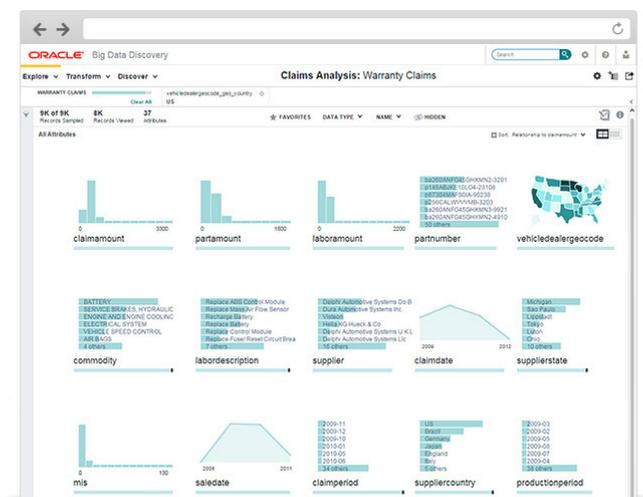 ORACLE Big Data Discovery
Search
Explore Transform Discover
Claims Analysis: Warranty Claims
WARRANTY CLAIMS
Clear All
vehicledealergeocode_geo_country
US
9K of 9K
Records Sampled
8K
Records Viewed
37
Attributes
FAVORITES DATA TYPE NAME HIDDEN
All Attributes
Sort: Relationship to claimamount
0 3000
claimamount
0 1600
partamount
0 2200
laboramount
50 others
partnumber
vehicledealergeocode
BATTERY
SERVICE BRAKES, HYDRAULIC
ENGINE AND ENGINE COOLING
ELECTRICAL SYSTEM
VEHICLE SPEED CONTROL
AIR BAGS
4 others
commodity
Replace ABS Control Module
Replace Mass Air Flow Sensor
Recharge Battery
Replace Battery
Replace Control Module
Replace Fuse/ Reset Circuit Brea
7 others
labordescription
Delphi Automotive Systems Do B
Dura Automotive Systems Inc.
Visteon
Hella KG Hueck & Co
Delphi Automotive Systems U.K L
Delphi Automotive Systems Llc
16 others
supplier
2008 2012
claimdate
Michigan
Sao Paulo
Lippstadt
Tokyo
Luton
Ohio
10 others
supplierstate
0 130
mis
2008 2011
saledate
2009-11
2009-12
2009-10
2010-01
2010-05
2010-06
34 others
claimperiod
US
Brazil
Germany
Japan
England
Italy
5 others
suppliercountry
2009-03
2009-02
2009-05
2009-06
2009-07
2009-04
38 others
productionperiod